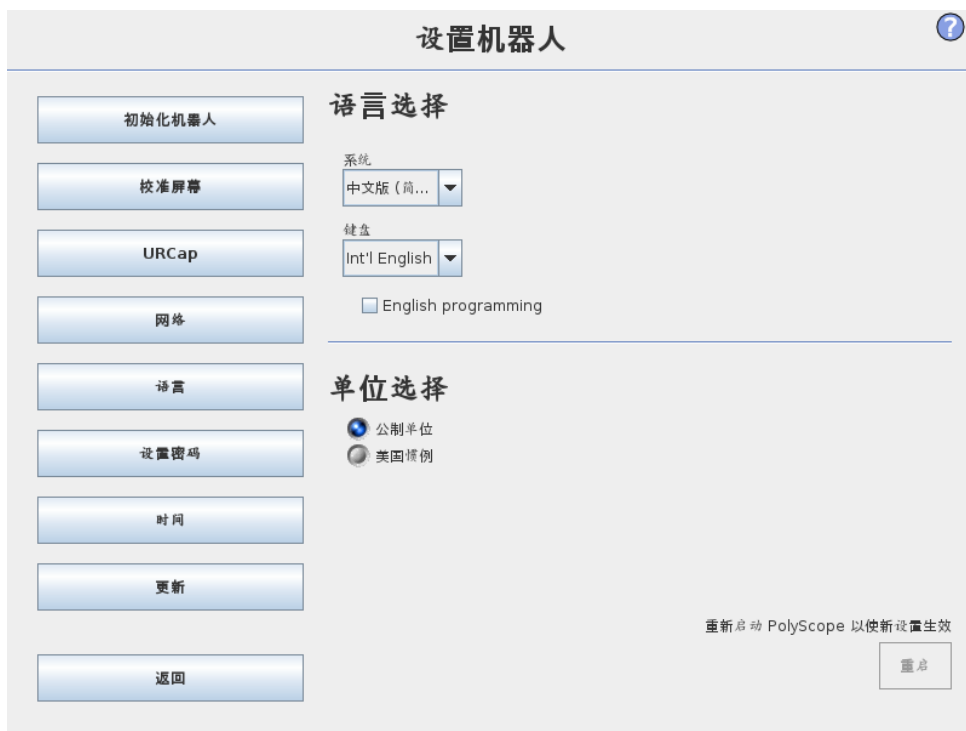 设置机器人
?
初始化机器人
校准屏幕
URCap
网络
语言
设置密码
时间
更新
返回
语言选择
系统
中文版 (简...
键盘
Int'l English
English programming
单位选择
公制单位
美国惯例
重新启动 PolyScope 以使新设置生效
重启